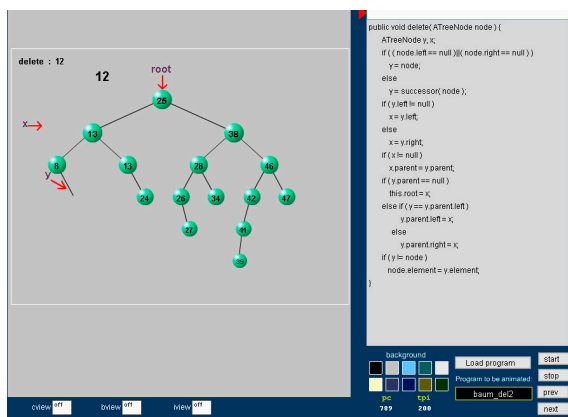 delete : 12
12
root
25
x
13
38
8
13
28
46
y
24
26
34
42
47
27
41
39
public void delete( ATreeNode node ) {
ATreeNode y, x;
if ( ( node.left == null )||( node.right == null ) )
y = node;
else
y = successor( node );
if ( y.left != null )
x = y.left;
else
x = y.right;
if ( x != null )
x.parent = y.parent;
if ( y.parent == null )
this.root = x;
else if ( y == y.parent.left )
y.parent.left = x;
else
y.parent.right = x;
if ( y != node )
node.element = y.element;
}
background
Load program
start
Program to be animated:
stop
pc
tpi
baum_del2
prev
789
200
next
cview
off
bview
off
iview
off